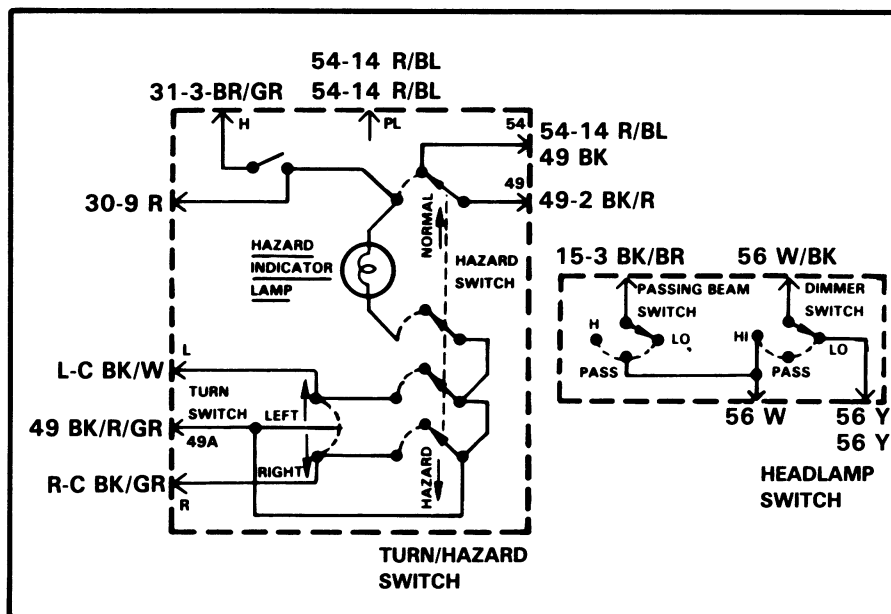 54-14 R/BL
31-3-BR/GR 54-14 R/BL
H PL 54
54-14 R/BL
49 BK
30-9 R
49
49-2 BK/R
NORMAL
HAZARD
INDICATOR
LAMP
HAZARD
SWITCH
L
L-C BK/W
TURN
SWITCH
LEFT
49 BK/R/GR
49A
RIGHT
R-C BK/GR
R
HAZARD
TURN/HAZARD
SWITCH
15-3 BK/BR 56 W/BK
PASSING BEAM
SWITCH
DIMMER
SWITCH
H LO HI LO
PASS PASS
56 W 56 Y
56 Y
HEADLAMP
SWITCH